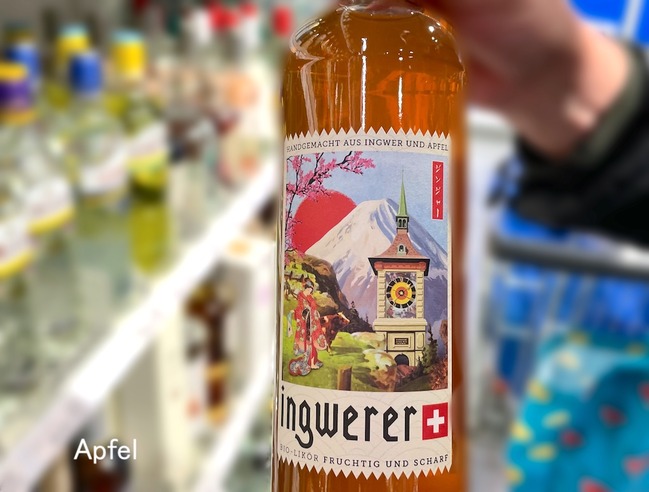 HANDGEMACHT AUS INGWER UND APFEL
ジンジャー
ingwerer
BIO-LIKÖR FRUCHTIG UND SCHARF
Apfel